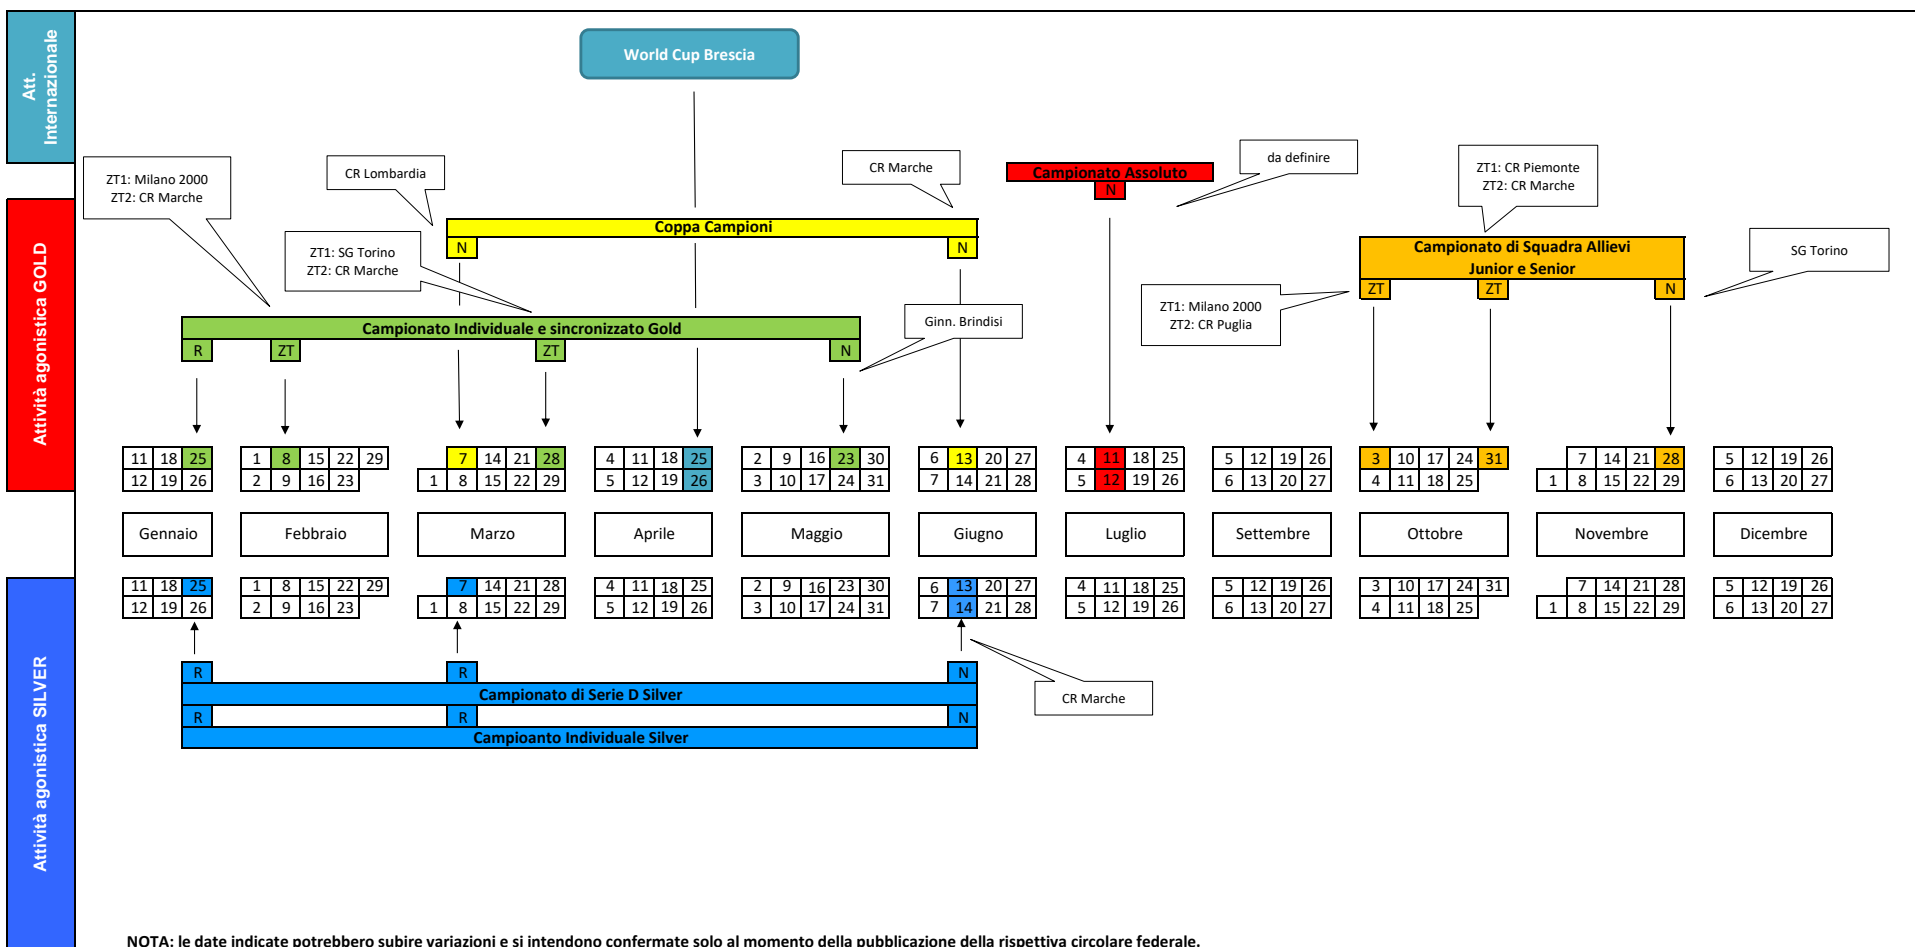 Att.
Internazionale
World Cup Brescia
ZT1: Milano 2000
ZT2: CR Marche
CR Lombardia
CR Marche
Campionato Assoluto
N
da definire
ZT1: CR Piemonte
ZT2: CR Marche
Attività agonistica GOLD
Coppa Campioni
N N
ZT1: SG Torino
ZT2: CR Marche
Campionato di Squadra Allievi
Junior e Senior
ZT ZT N
SG Torino
ZT1: Milano 2000
ZT2: CR Puglia
Ginn. Brindisi
Campionato Individuale e sincronizzato Gold
R ZT ZT N
11 18 25 1 8 15 22 29 7 14 21 28 4 11 18 25 2 9 16 23 30 6 13 20 27 4 11 18 25 5 12 19 26 3 10 17 24 31 7 14 21 28 5 12 19 26
12 19 26 2 9 16 23 1 8 15 22 29 5 12 19 26 3 10 17 24 31 7 14 21 28 5 12 19 26 6 13 20 27 4 11 18 25 1 8 15 22 29 6 13 20 27
Gennaio Febbraio Marzo Aprile Maggio Giugno Luglio Settembre Ottobre Novembre Dicembre
11 18 25 1 8 15 22 29 7 14 21 28 4 11 18 25 2 9 16 23 30 6 13 20 27 4 11 18 25 5 12 19 26 3 10 17 24 31 7 14 21 28 5 12 19 26
12 19 26 2 9 16 23 1 8 15 22 29 5 12 19 26 3 10 17 24 31 7 14 21 28 5 12 19 26 6 13 20 27 4 11 18 25 1 8 15 22 29 6 13 20 27
Attività agonistica SILVER
R R N
Campionato di Serie D Silver
R R N
Campioanto Individuale Silver
CR Marche
NOTA: le date indicate potrebbero subire variazioni e si intendono confermate solo al momento della pubblicazione della rispettiva circolare federale.